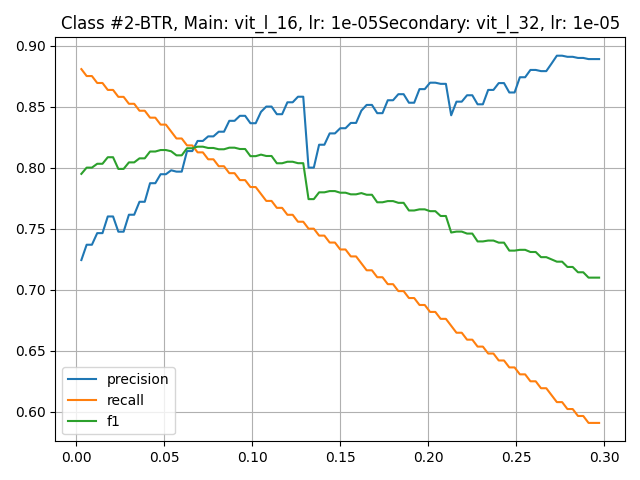 Class #2-BTR, Main: vit_l_16, lr: 1e-05Secondary: vit_l_32, lr: 1e-05
0.90
0.85
0.80
0.75
0.70
0.65
0.60
precision
recall
f1
0.00 0.05 0.10 0.15 0.20 0.25 0.30